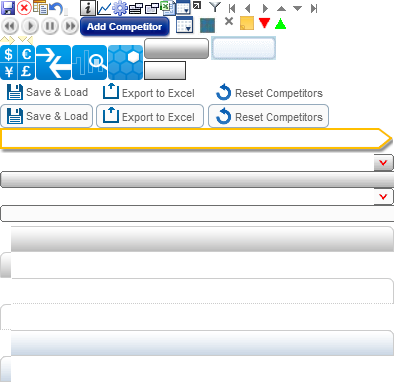 Add Competitor
$ €
¥ £
Save & Load Export to Excel Reset Competitors
Save & Load Export to Excel Reset Competitors